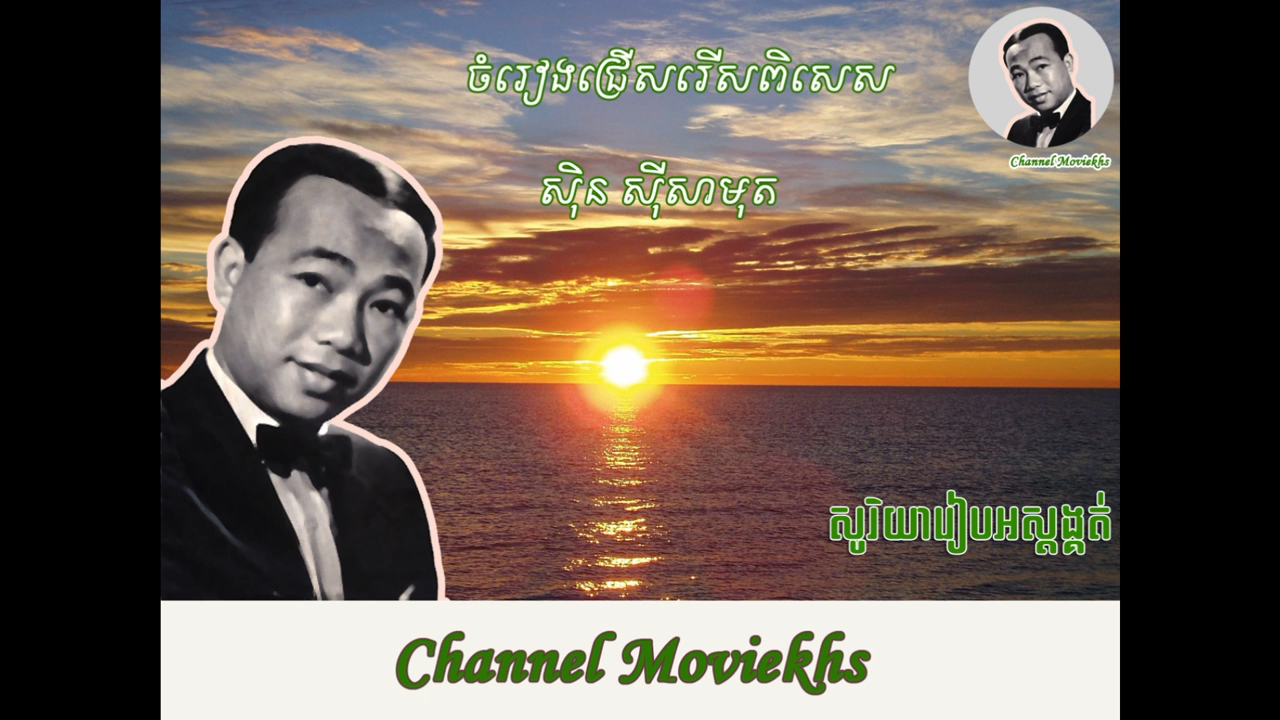 ចំរៀងជ្រើសរើសពិសេស
Channel Moviekhs
ស៊ិន ស៊ីសាមុត
សូរិយារៀបអស្តង្គត់
Channel Moviekhs